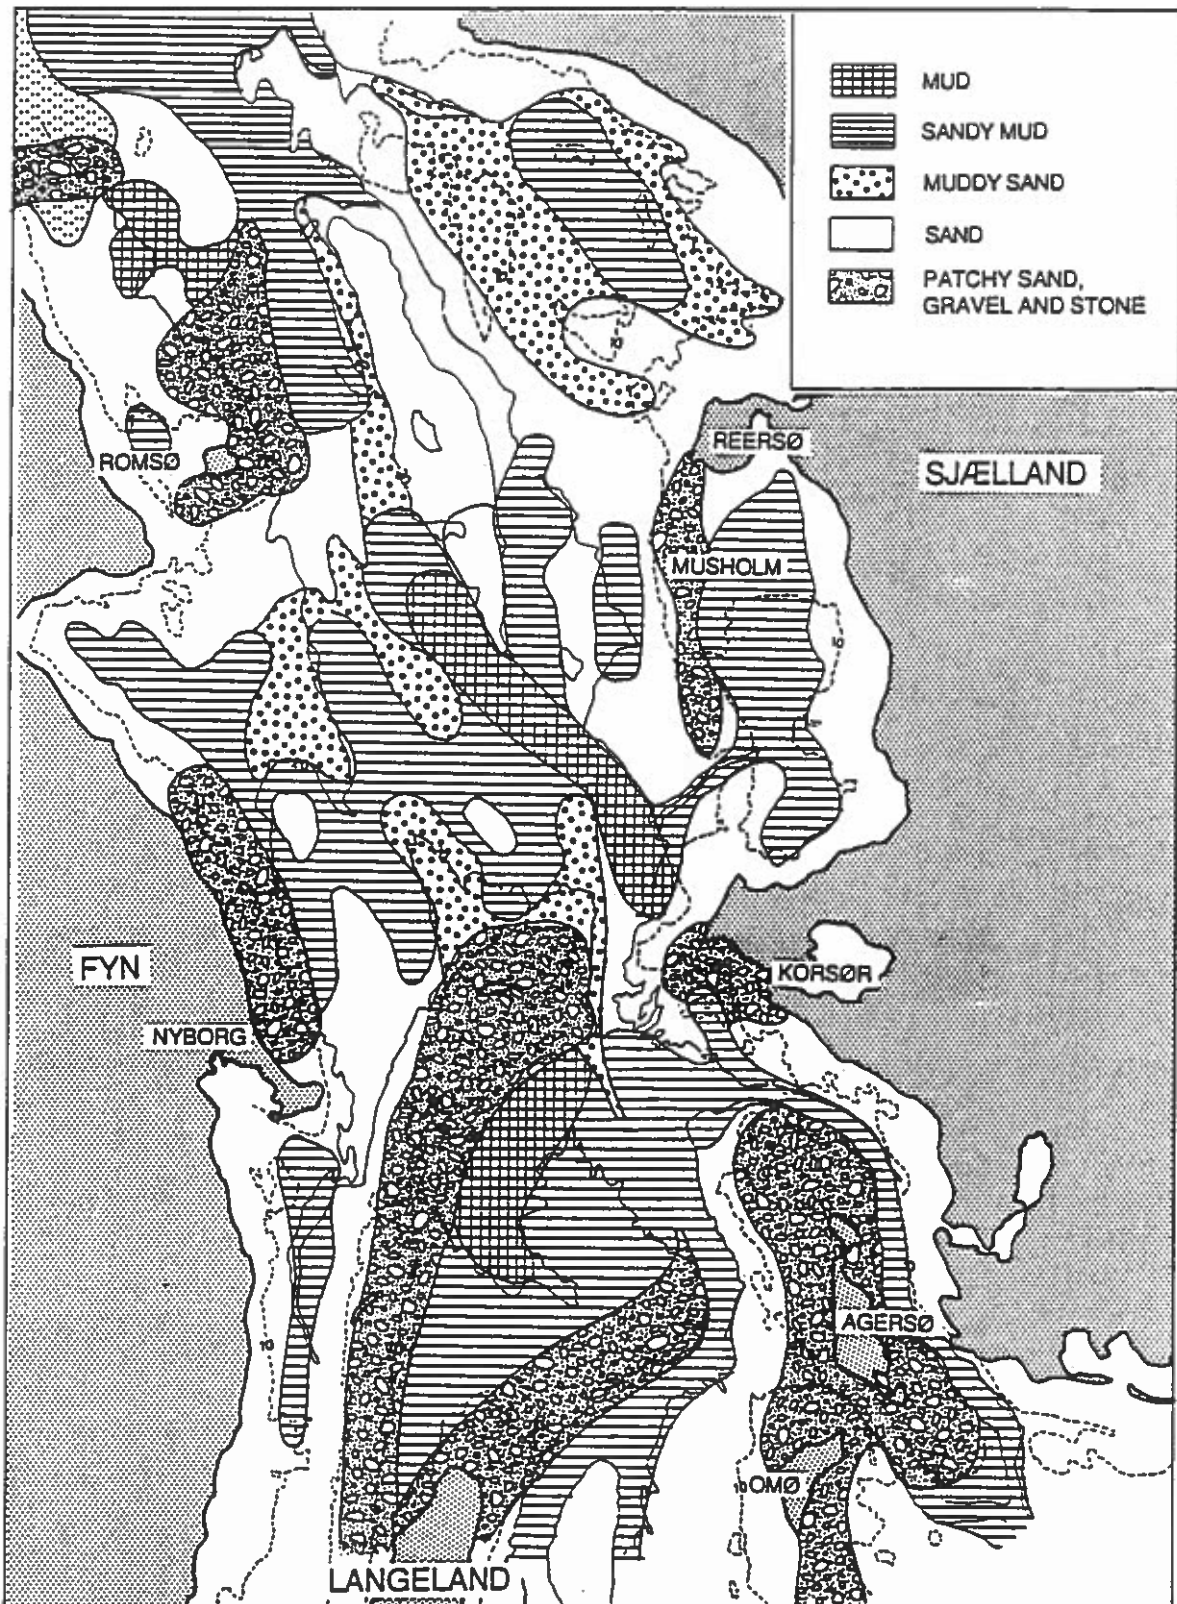 MUD
SANDY MUD
MUDDY SAND
SAND
PATCHY SAND,
GRAVEL AND STONE
REERSØ
ROMSØ
SJÆLLAND
MUSHOLM
FYN
KORSØR
NYBORG
AGERSØ
OMØ
LANGELAND